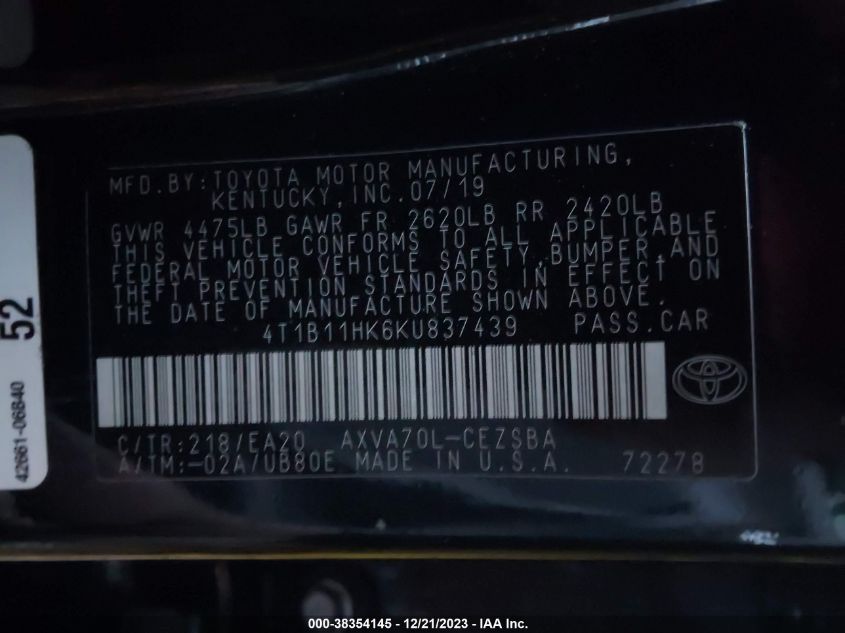 MFD.BY:TOYOTA MOTOR MANUFACTURING,
KENTUCKY,INC.07/19
GVWR 4475LB GAWR FR 2620LB RR 2420LB
THIS VEHICLE CONFORMS TO ALL APPLICABLE
FEDERAL MOTOR VEHICLE SAFETY,BUMPER,AND
THEFT PREVENTION STANDARDS IN EFFECT ON
THE DATE OF MANUFACTURE SHOWN ABOVE.
4T1B11HK6KU837439 PASS.CAR
C/TR:218/EA20 AXVA70L-CEZSBA
A/TM:-02A/UB80E MADE IN U.S.A. 72278
52
42661-06840
000-38354145 - 12/21/2023 - IAA Inc.